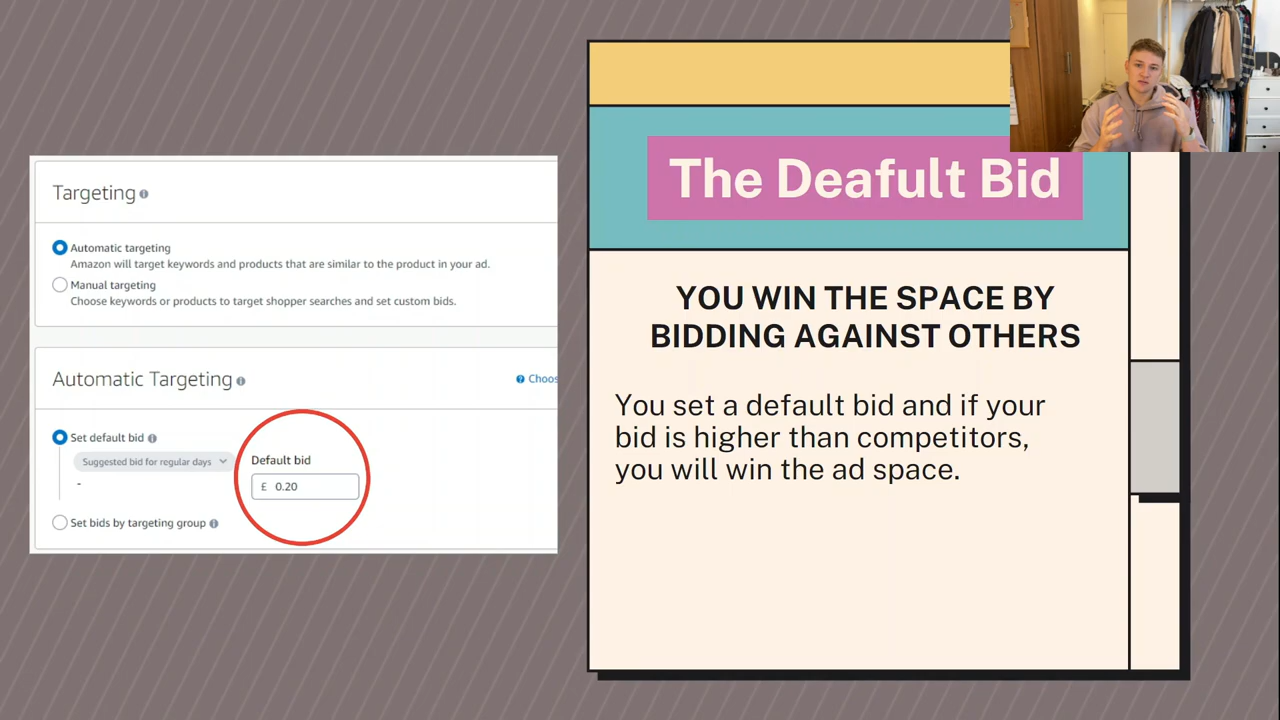 Targeting
Automatic targeting
Amazon will target keywords and products that are similar to the product in your ad.
Manual targeting
Choose keywords or products to target shopper searches and set custom bids.
Automatic Targeting
Choos
Set default bid
Suggested bid for regular days
-
Default bid
£ 0.20
Set bids by targeting group
The Deafult Bid
YOU WIN THE SPACE BY
BIDDING AGAINST OTHERS
You set a default bid and if your
bid is higher than competitors,
you will win the ad space.